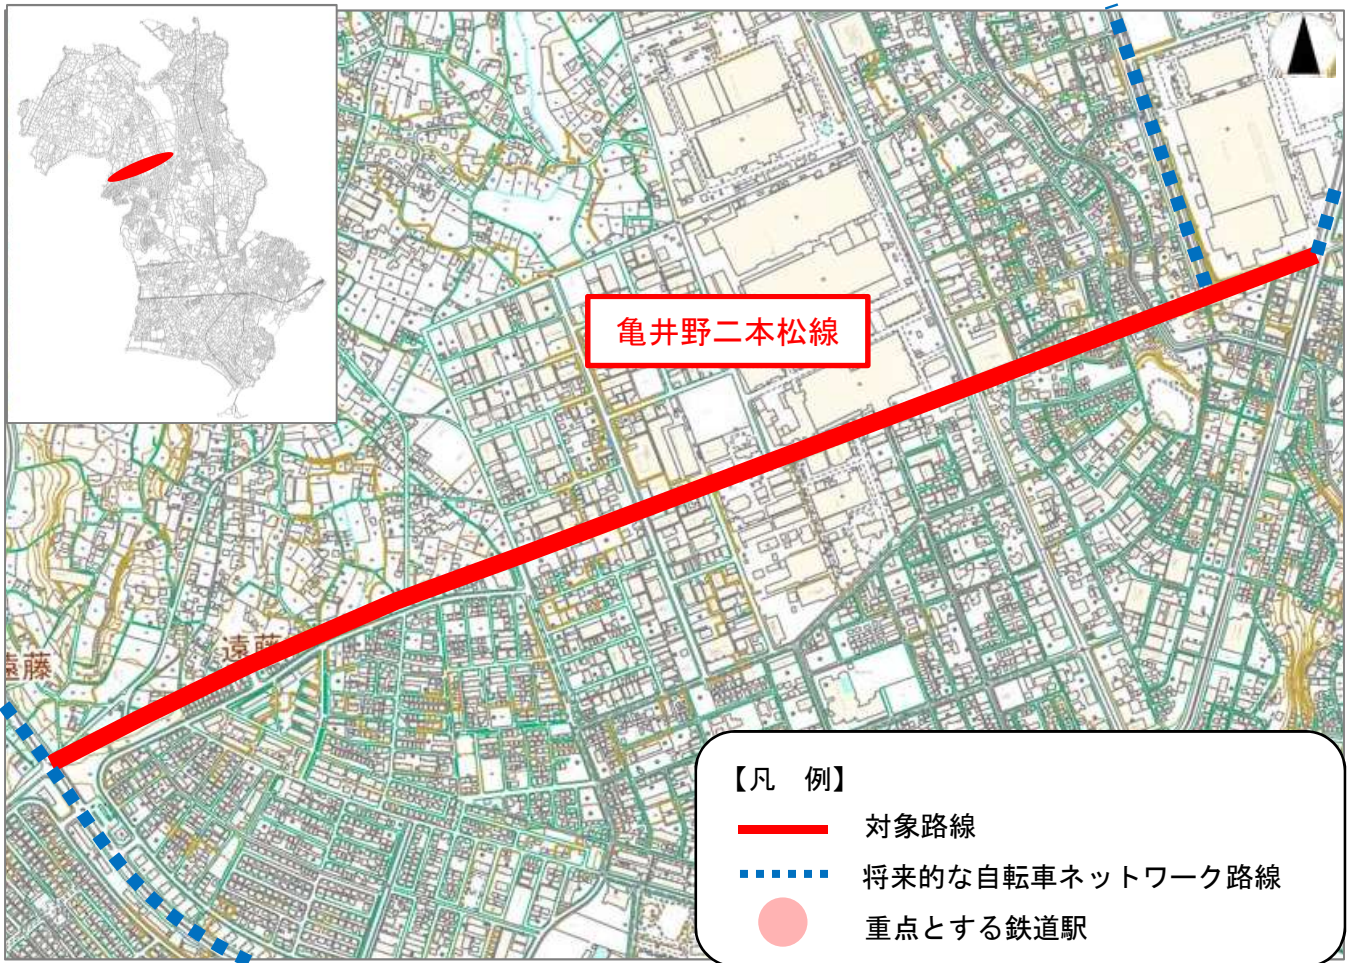 亀井野二本松線
遠藤
遠藤
【凡　例】
対象路線
将来的な自転車ネットワーク路線
重点とする鉄道駅